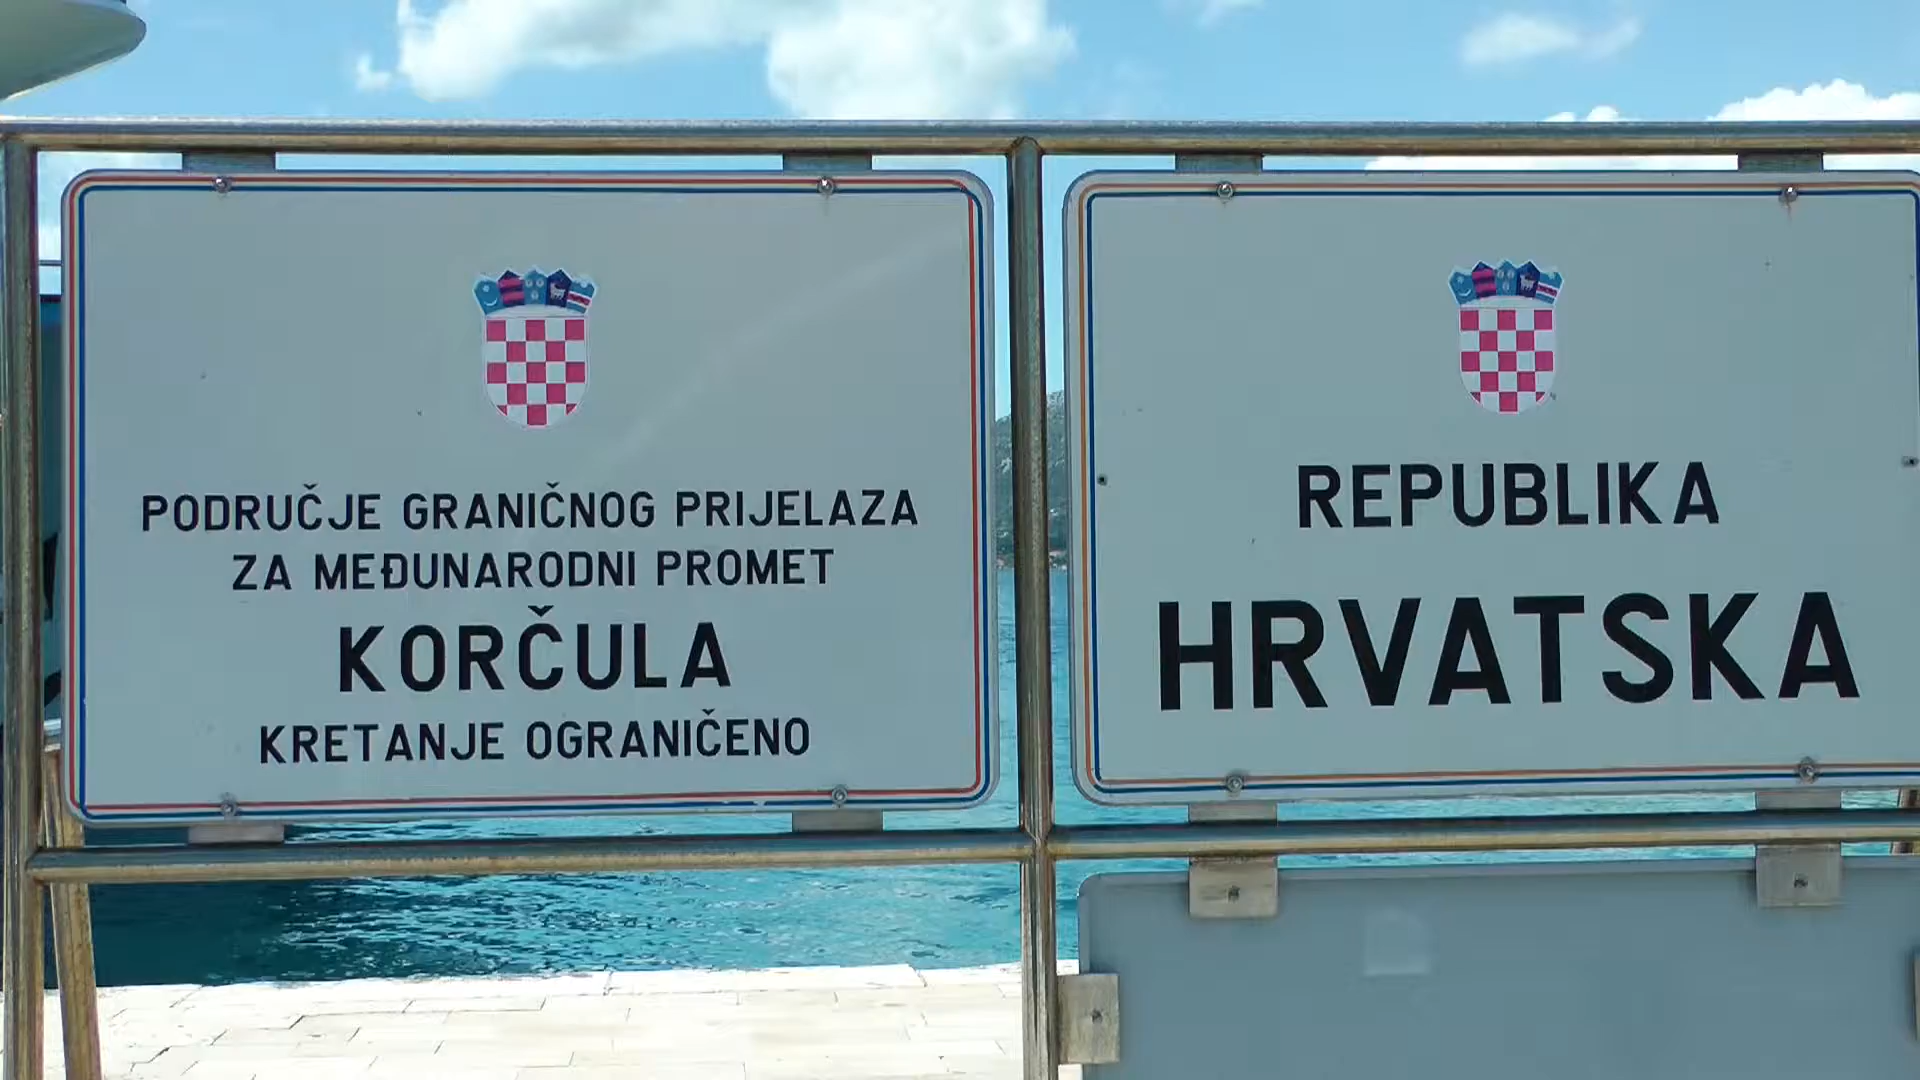 PODRUČJE GRANIČNOG PRIJELAZA
ZA MEĐUNARODNI PROMET
KORČULA
KRETANJE OGRANIČENO
REPUBLIKA
HRVATSKA